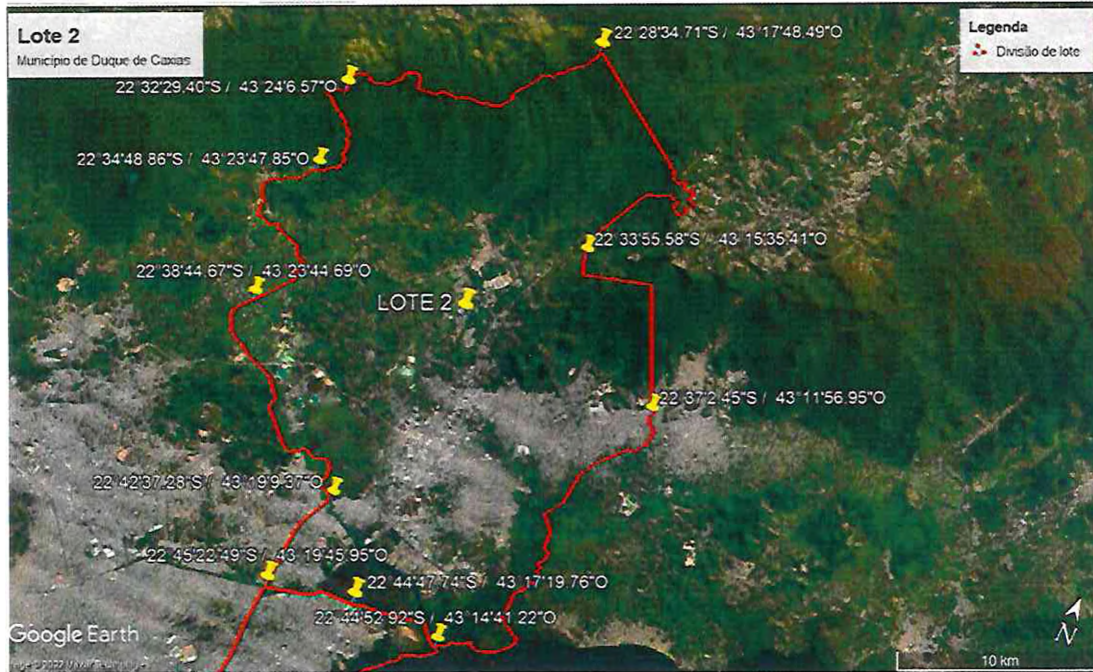 Lote 2
Município de Duque de Caxias
Legenda
Divisão de lote
22°28'34.71"S / 43°17'48.49"O
22°32'29.40"S / 43°24'6.57"O
22°34'48.86"S / 43°23'47.85"O
22°33'55.58"S / 43°15'35.41"O
22°38'44.67"S / 43°23'44.69"O
LOTE 2
22°37'2.45"S / 43°11'56.95"O
22°42'37.28"S / 43°19'9.37"O
22°45'22.49"S / 43°19'45.95"O
22°44'47.74"S / 43°17'19.76"O
22°44'52.92"S / 43°14'41.22"O
Google Earth
© 2022
N
10 km